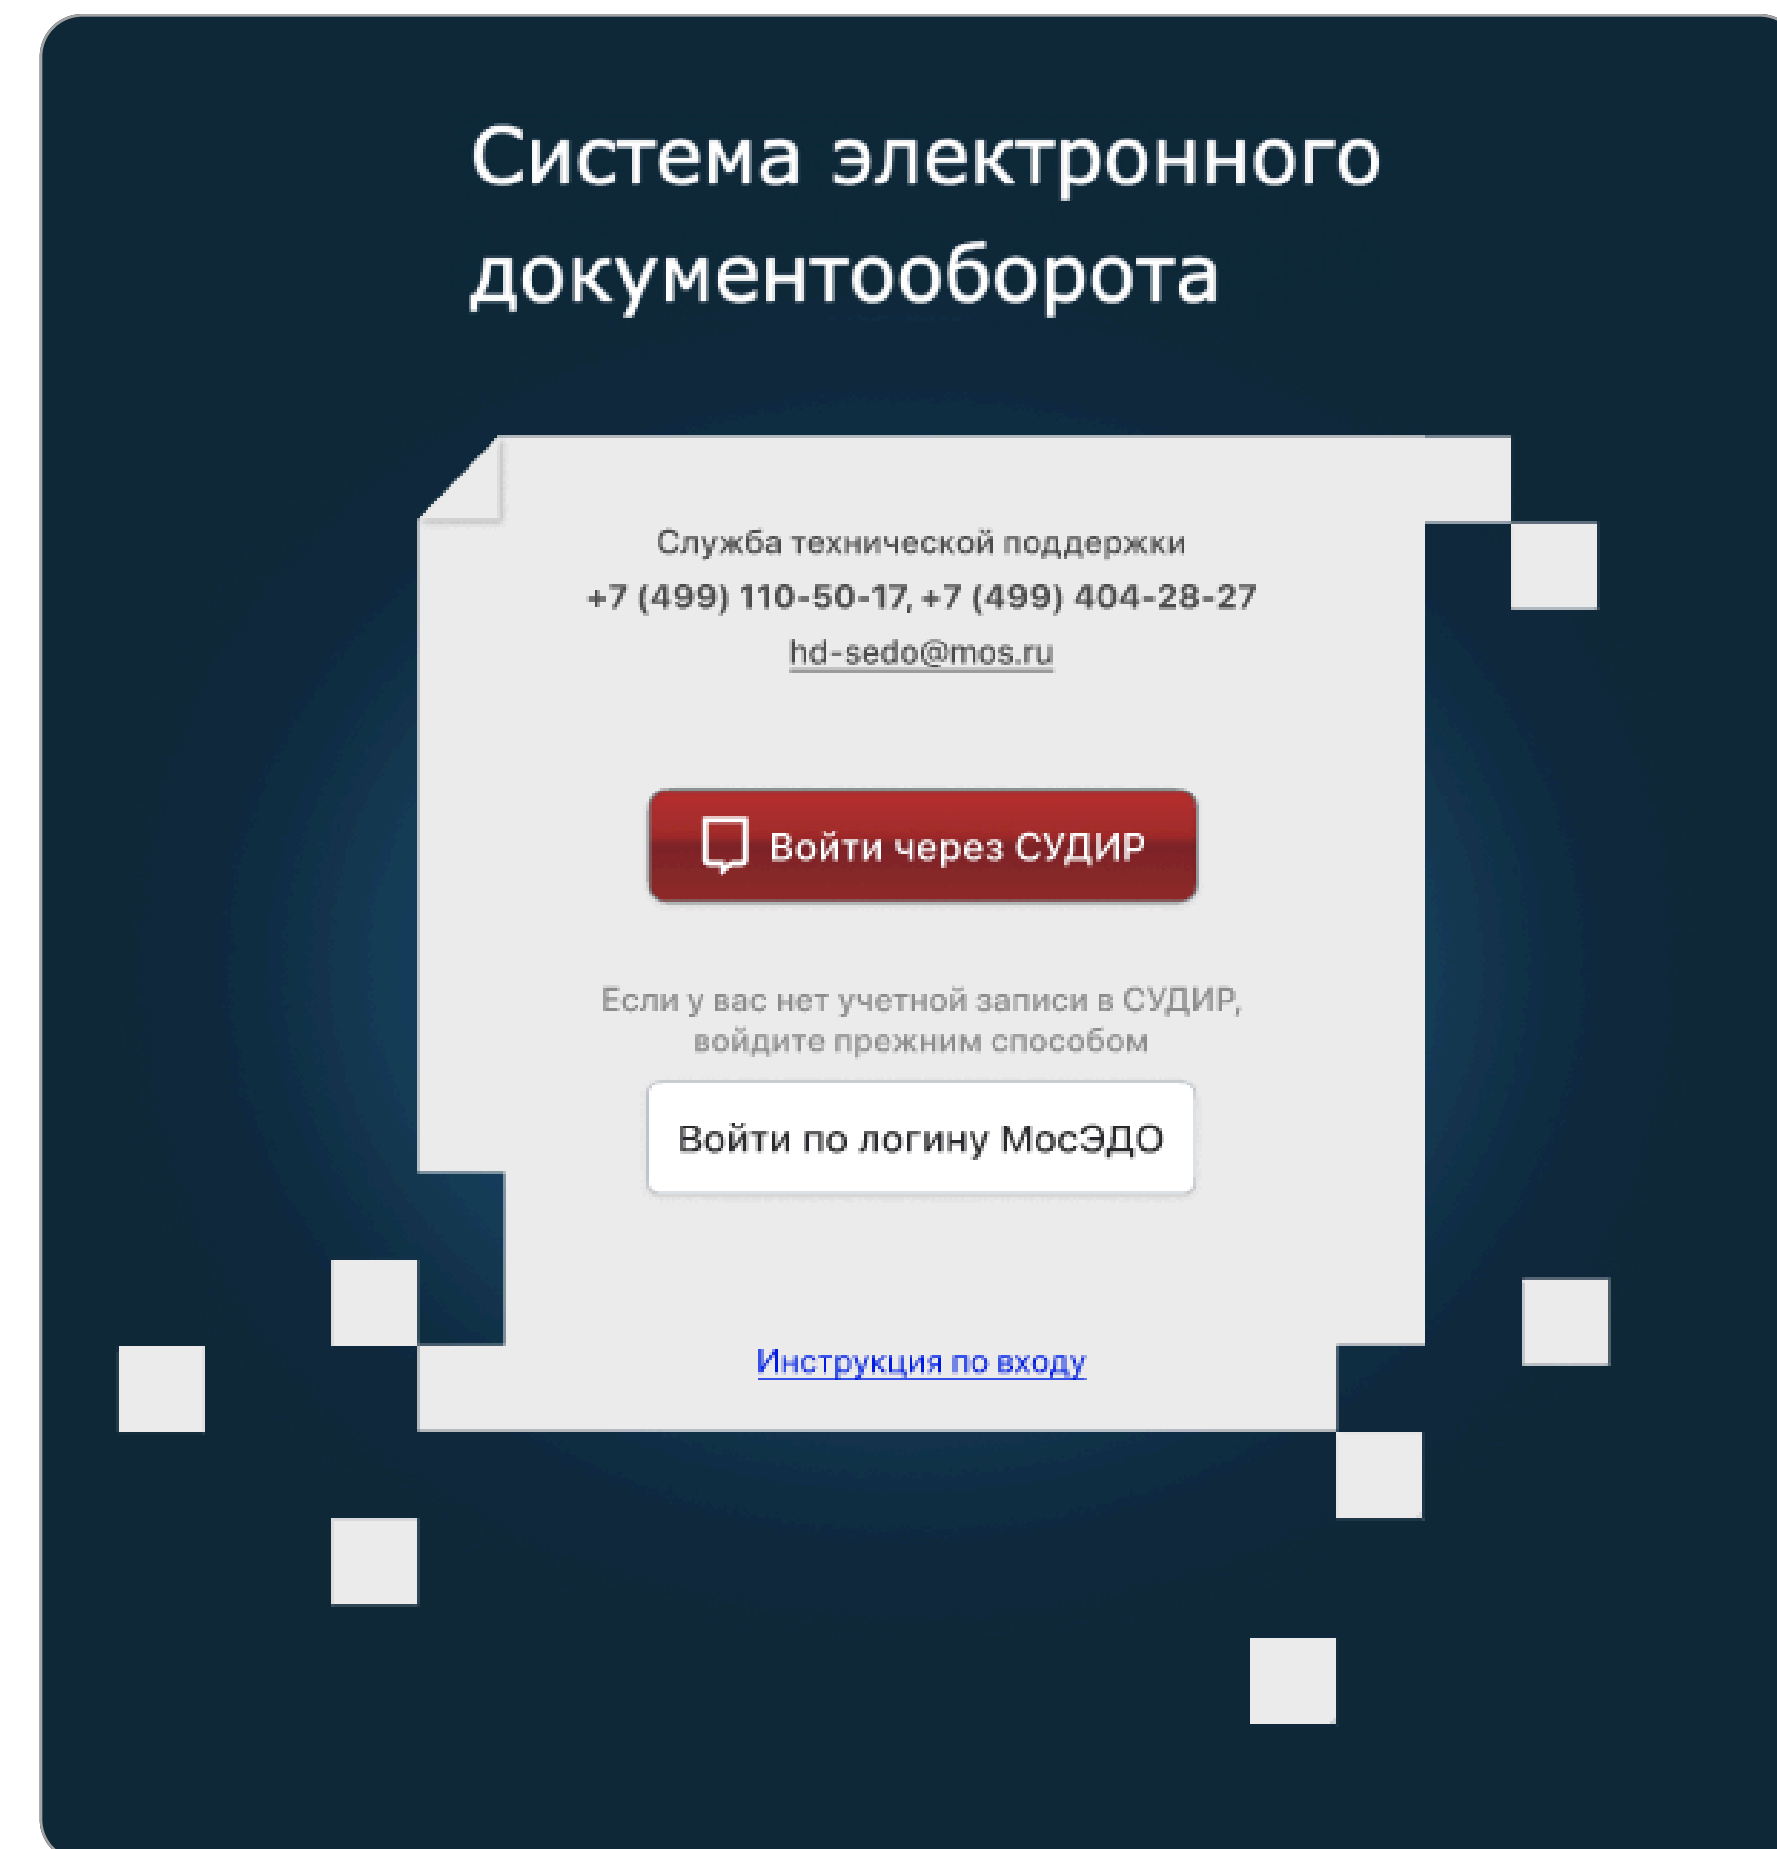 Система электронного
документооборота
Служба технической поддержки
+7 (499) 110-50-17, +7 (499) 404-28-27
hd-sedo@mos.ru
Войти через СУДИР
Если у вас нет учетной записи в СУДИР,
войдите прежним способом
Войти по логину МосЭДО
Инструкция по входу